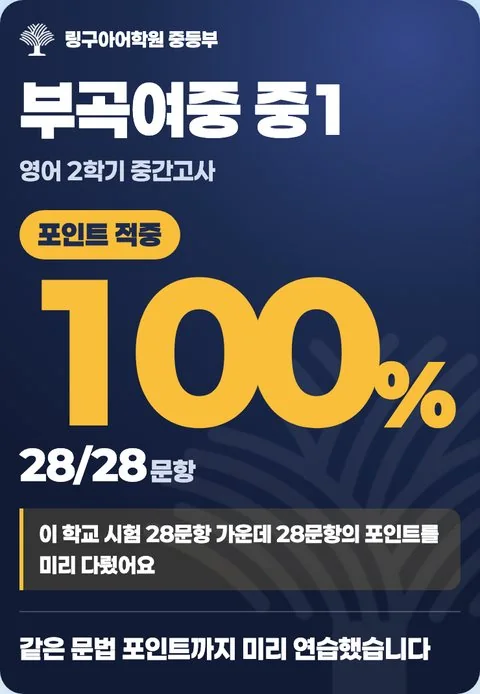 링구아어학원 중등부
부곡여중 중1
영어 2학기 중간고사
포인트 적중
100%
28/28 문항
이 학교 시험 28문항 가운데 28문항의 포인트를
미리 다뤘어요
같은 문법 포인트까지 미리 연습했습니다